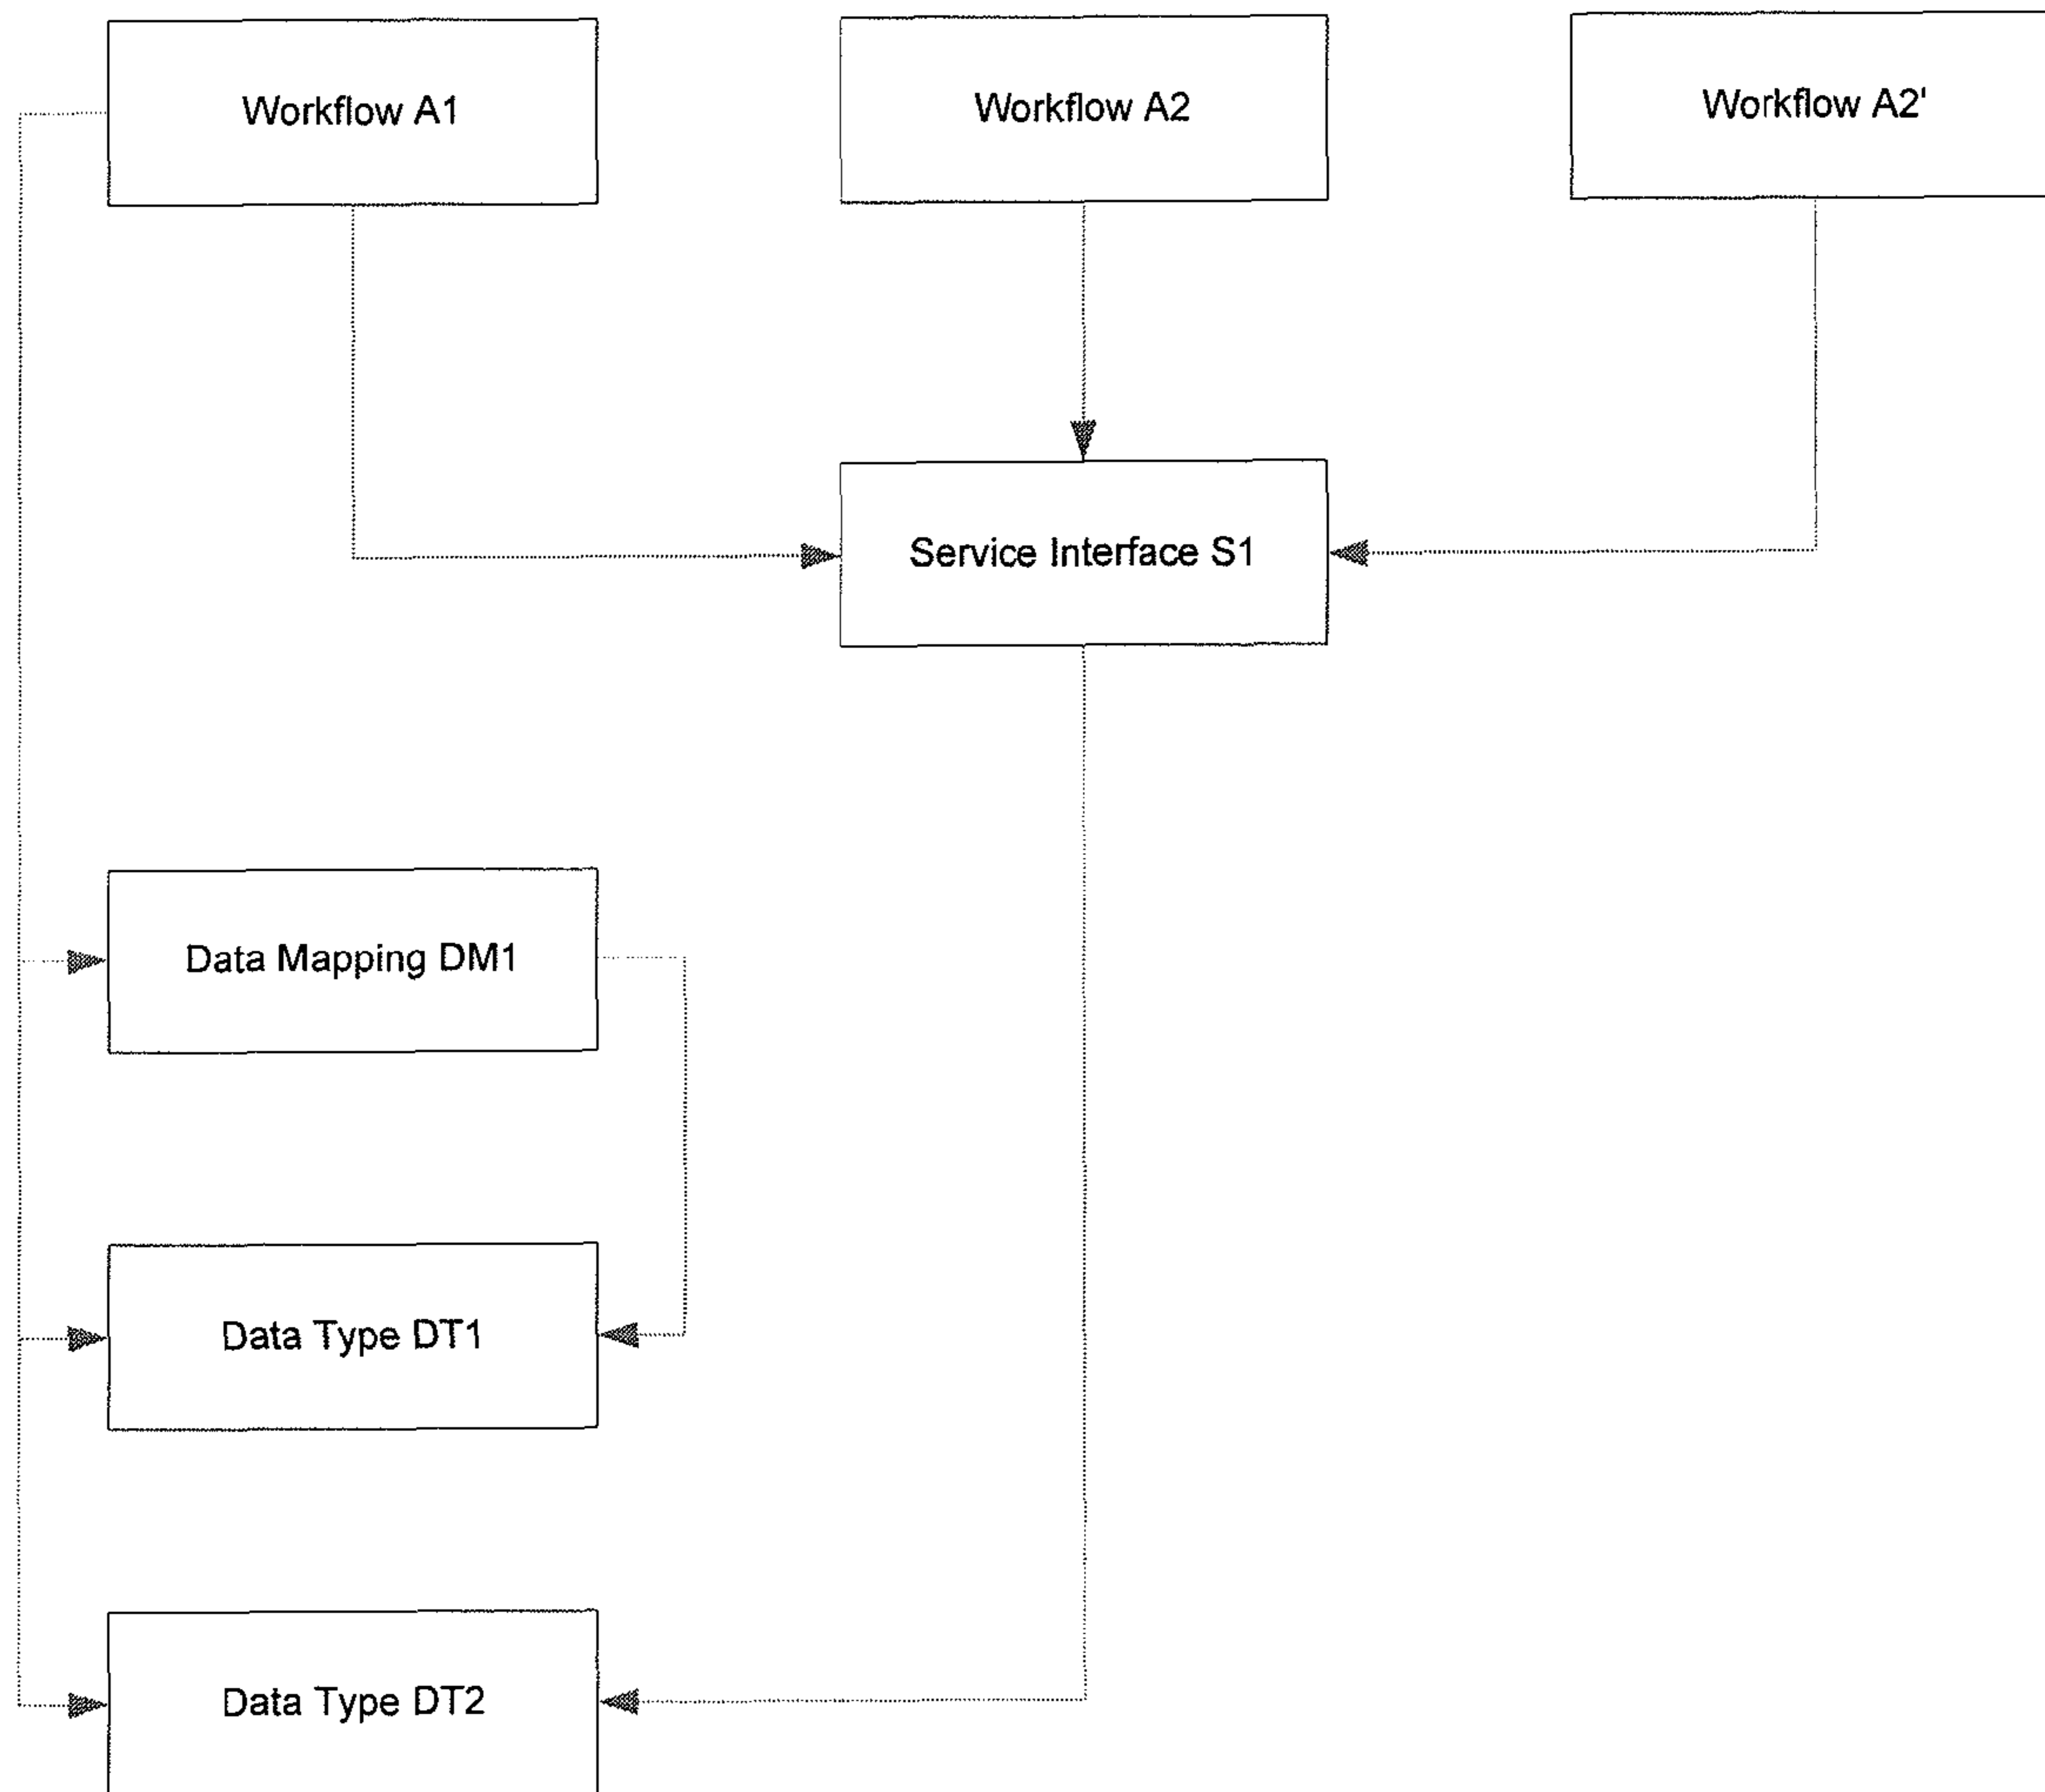 Workflow A1
Workflow A2
Workflow A2'
Service Interface S1
Data Mapping DM1
Data Type DT1
Data Type DT2